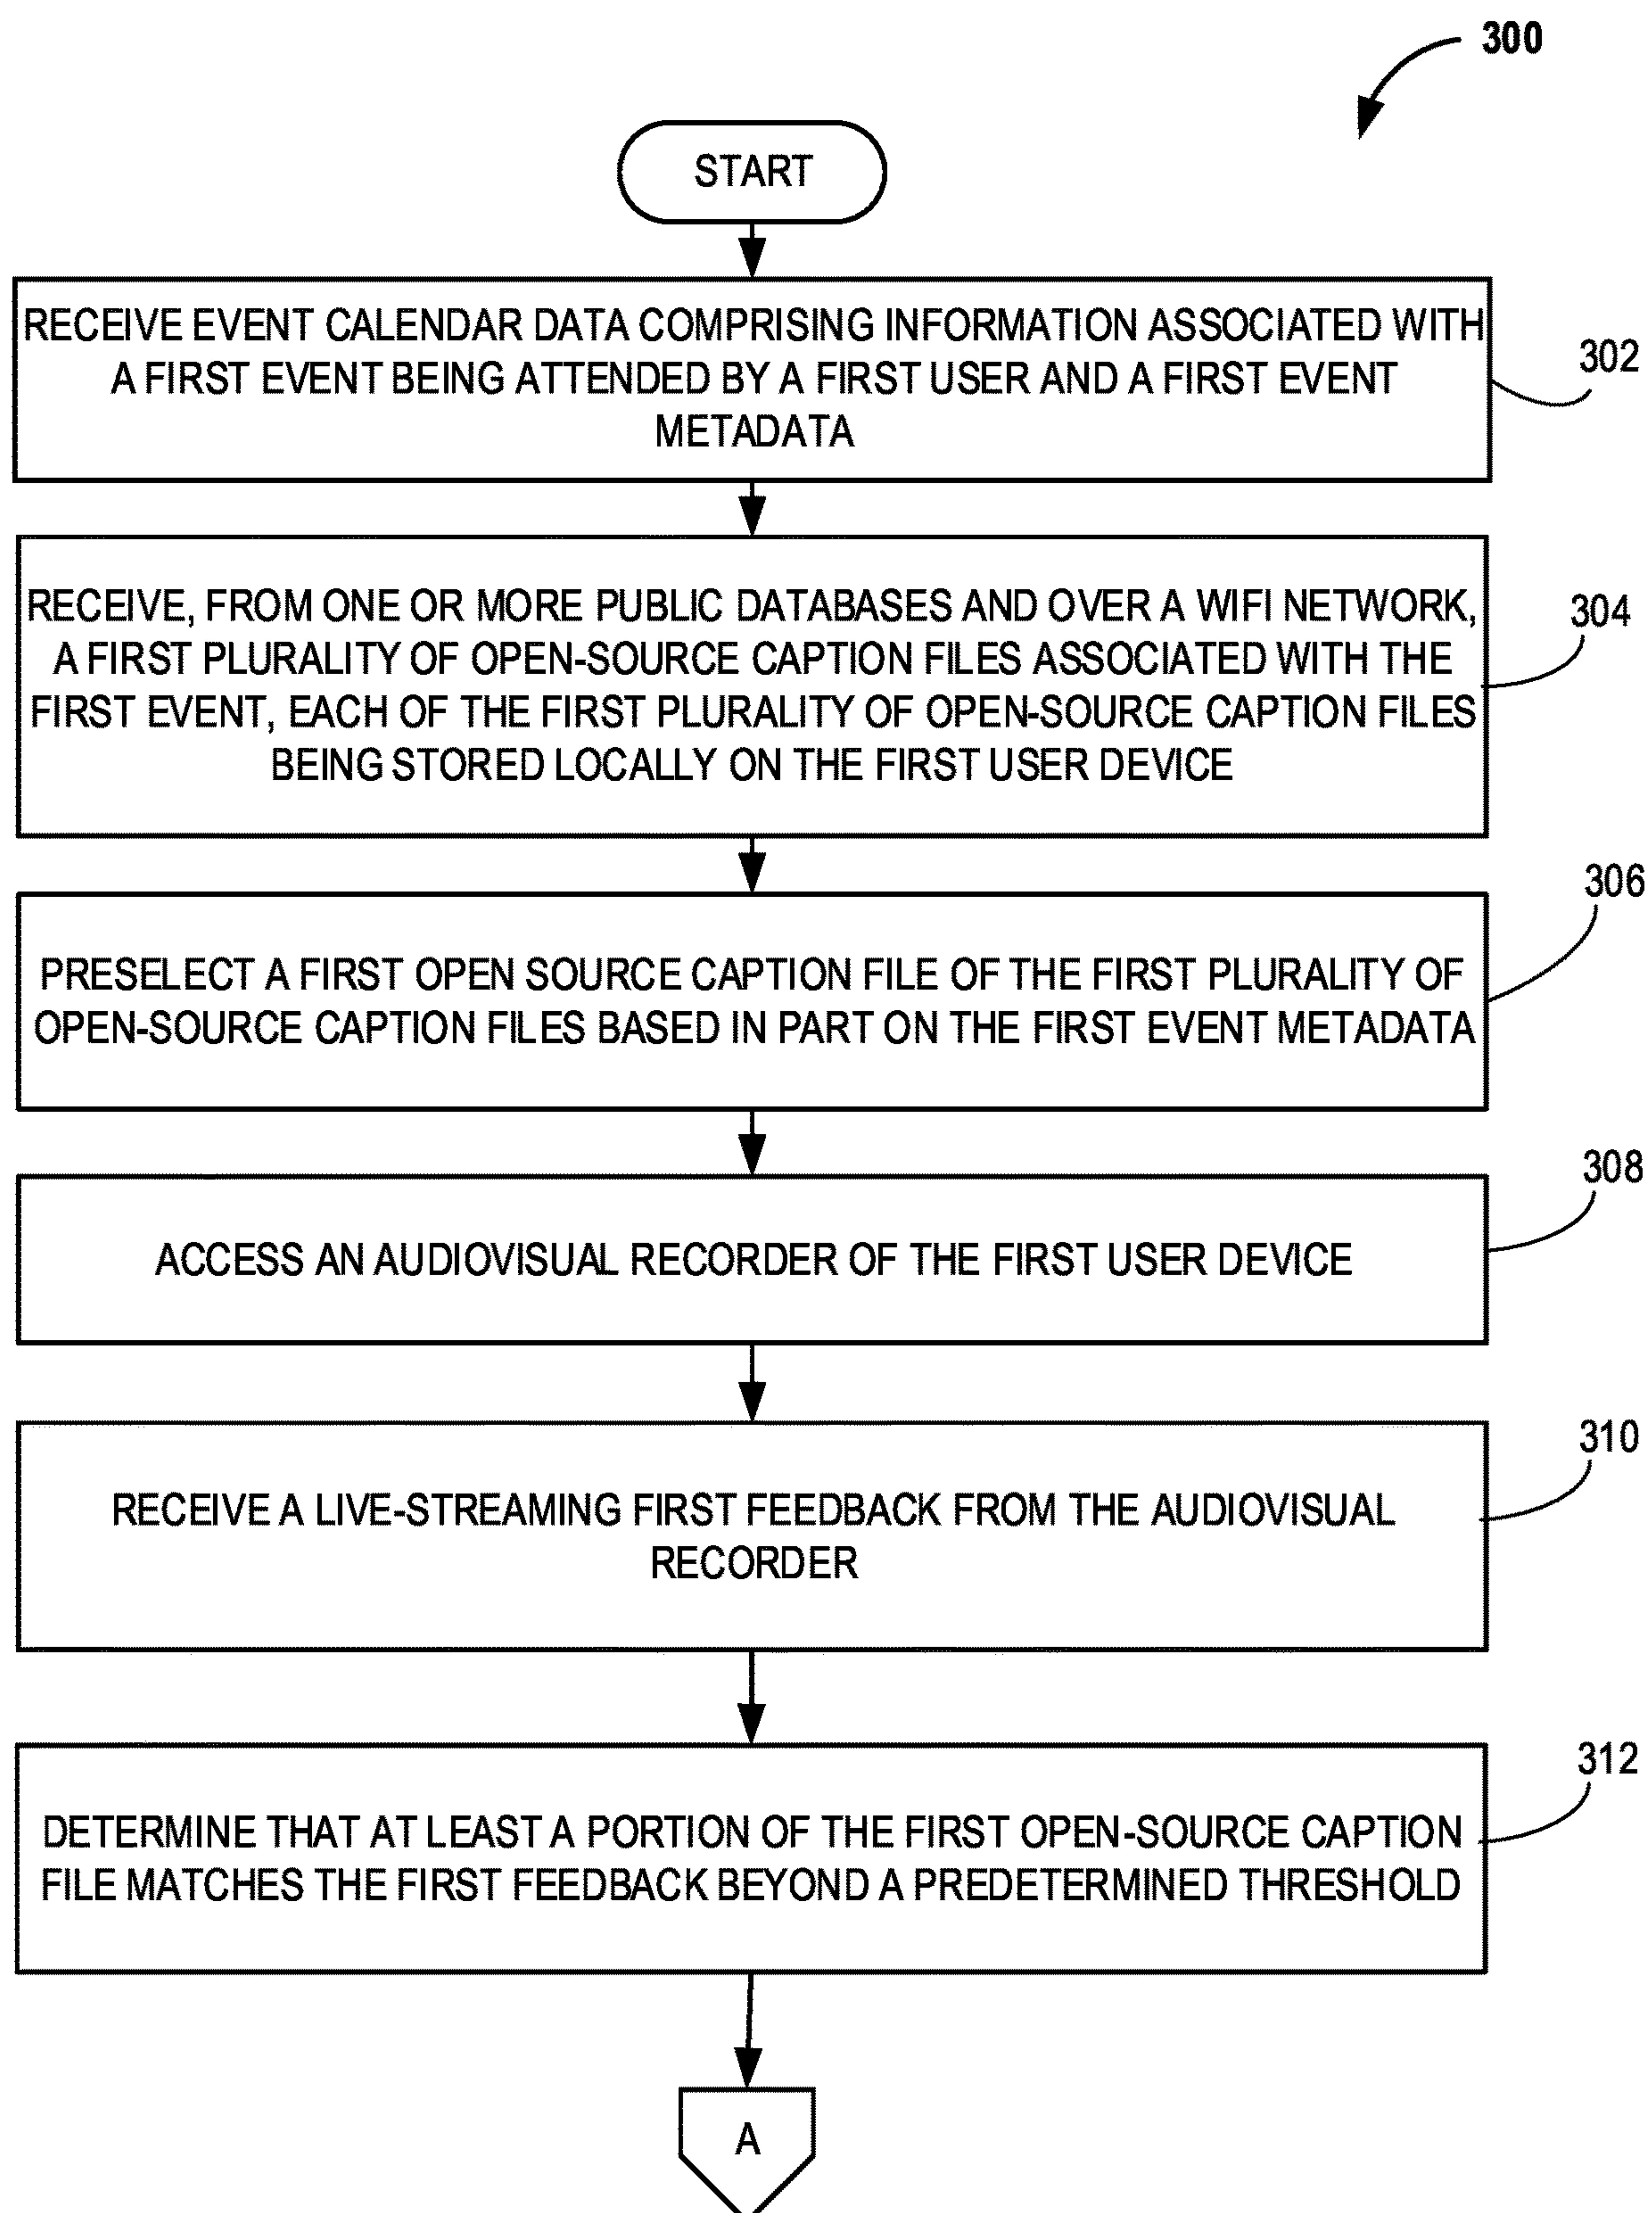 300
START
RECEIVE EVENT CALENDAR DATA COMPRISING INFORMATION ASSOCIATED WITH
A FIRST EVENT BEING ATTENDED BY A FIRST USER AND A FIRST EVENT
METADATA
302
RECEIVE, FROM ONE OR MORE PUBLIC DATABASES AND OVER A WIFI NETWORK,
A FIRST PLURALITY OF OPEN-SOURCE CAPTION FILES ASSOCIATED WITH THE
FIRST EVENT, EACH OF THE FIRST PLURALITY OF OPEN-SOURCE CAPTION FILES
BEING STORED LOCALLY ON THE FIRST USER DEVICE
304
PRESELECT A FIRST OPEN SOURCE CAPTION FILE OF THE FIRST PLURALITY OF
OPEN-SOURCE CAPTION FILES BASED IN PART ON THE FIRST EVENT METADATA
306
ACCESS AN AUDIOVISUAL RECORDER OF THE FIRST USER DEVICE
308
RECEIVE A LIVE-STREAMING FIRST FEEDBACK FROM THE AUDIOVISUAL
RECORDER
310
DETERMINE THAT AT LEAST A PORTION OF THE FIRST OPEN-SOURCE CAPTION
FILE MATCHES THE FIRST FEEDBACK BEYOND A PREDETERMINED THRESHOLD
312
A